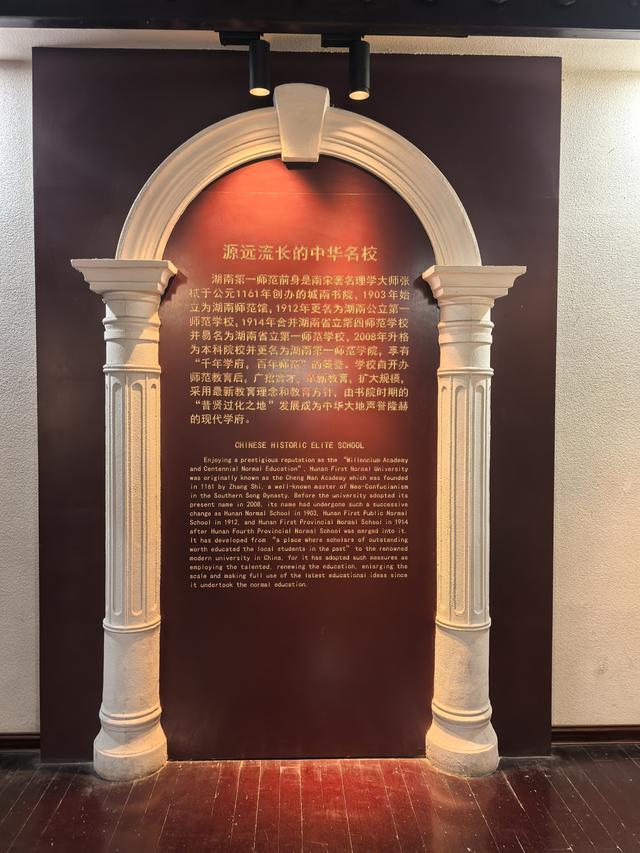 源远流长的中华名校
湖南第一师范前身是南宋著名理学大师张
栻于公元1161年创办的城南书院，1903年始
立为湖南师范馆，1912年更名为湖南公立第一
师范学校，1914年合并湖南省立第四师范学校
并易名为湖南省立第一师范学校，2008年升格
为本科院校并更名为湖南第一师范学院，享有
“千年学府，百年师范”的美誉。学校自开办
师范教育后，广招贤才，革新教育，扩大规模，
采用最新教育理念和教育方针，由书院时期的
“昔贤过化之地”发展成为中华大地声誉隆赫
的现代学府。
CHINESE HISTORIC ELITE SCHOOL
Enjoying a prestigious reputation as the "Millennium Academy
and Centennial Normal Education", Hunan First Normal University
was originally known as the Cheng Nan Academy which was founded
in 1161 by Zhang Shi, a well-known master of Neo-Confucianism
in the Southern Song Dynasty. Before the university adopted its
present name in 2008, its name had undergone such a successive
change as Hunan Normal School in 1903, Hunan First Public Normal
School in 1912, and Hunan First Provincial Normal School in 1914
after Hunan Fourth Provincial Normal School was merged into it.
It has developed from "a place where scholars of outstanding
worth educated the local students in the past" to the renowned
modern university in China, for it has adopted such measures as
employing the talented, renewing the education, enlarging the
scale and making full use of the latest educational ideas since
it undertook the normal education.